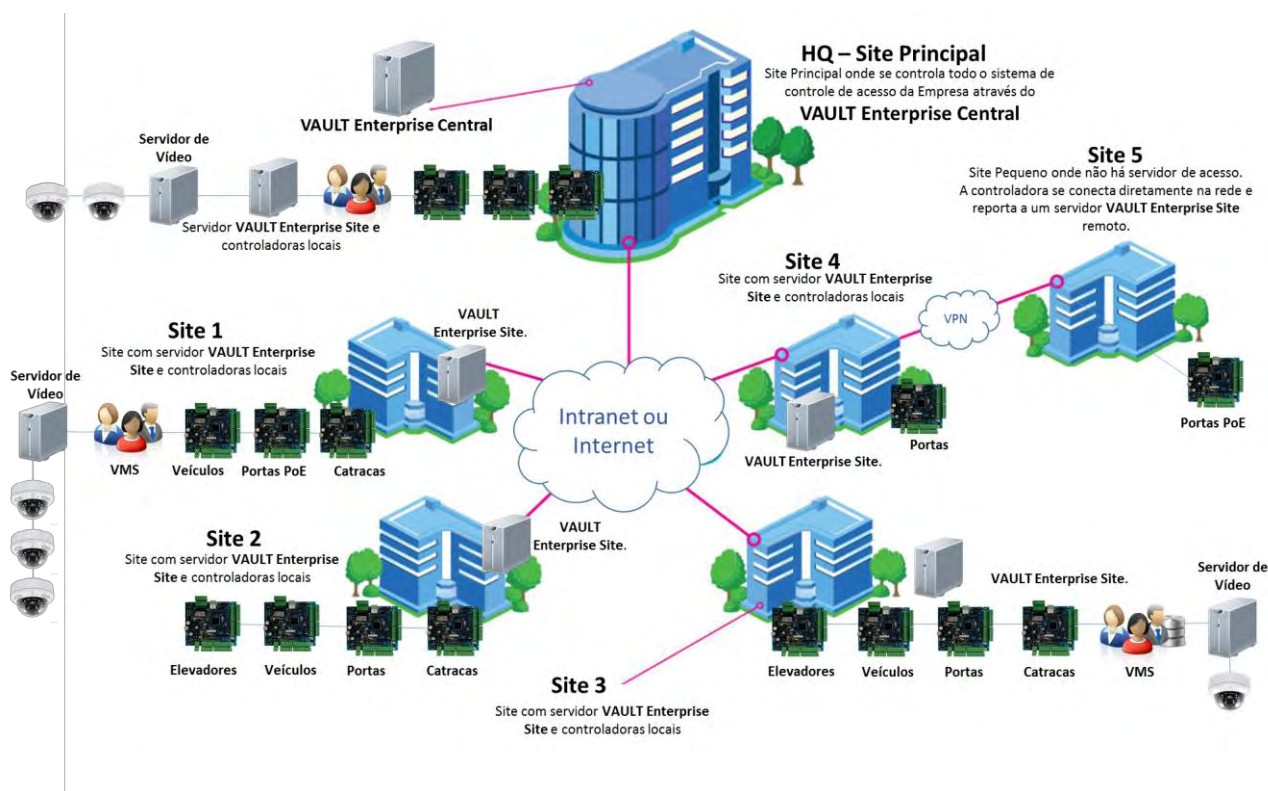 HQ – Site Principal
Site Principal onde se controla todo o sistema de
controle de acesso da Empresa através do
VAULT Enterprise Central
VAULT Enterprise Central
Servidor de
Vídeo
Servidor VAULT Enterprise Site e
controladoras locais
Site 5
Site Pequeno onde não há servidor de acesso.
A controladora se conecta diretamente na rede e
reporta a um servidor VAULT Enterprise Site
remoto.
Site 4
Site com servidor VAULT Enterprise
Site e controladoras locais
VPN
Portas PoE
Portas
VAULT Enterprise Site.
Site 1
Site com servidor VAULT Enterprise
Site e controladoras locais
VAULT
Enterprise Site.
Servidor de
Vídeo
VMS
Veículos
Portas PoE
Catracas
Intranet ou
Internet
Site 2
Site com servidor VAULT Enterprise
Site e controladoras locais
VAULT
Enterprise Site.
Elevadores
Veículos
Portas
Catracas
Site 3
Site com servidor VAULT Enterprise
Site e controladoras locais
VAULT Enterprise Site.
Servidor de
Vídeo
Elevadores
Veículos
Portas
Catracas
VMS